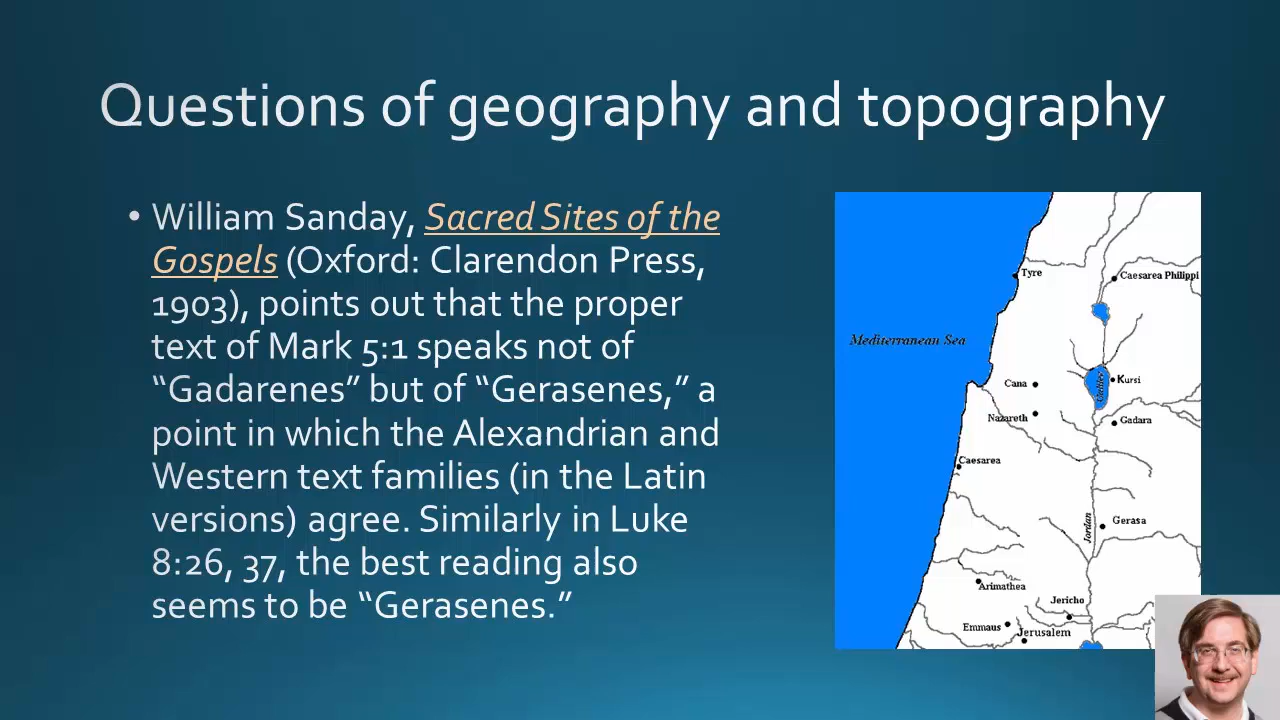 Questions of geography and topography
• William Sanday, Sacred Sites of the
Gospels (Oxford: Clarendon Press,
1903), points out that the proper
text of Mark 5:1 speaks not of
“Gadarenes” but of “Gerasenes,” a
point in which the Alexandrian and
Western text families (in the Latin
versions) agree. Similarly in Luke
8:26, 37, the best reading also
seems to be “Gerasenes.”
Tyre
Caesarea Philippi
Mediterranean Sea
Cana
Galilee
Kursi
Nazareth
Gadara
Caesarea
Jordan
Gerasa
Arimathea
Jericho
Emmaus
Jerusalem